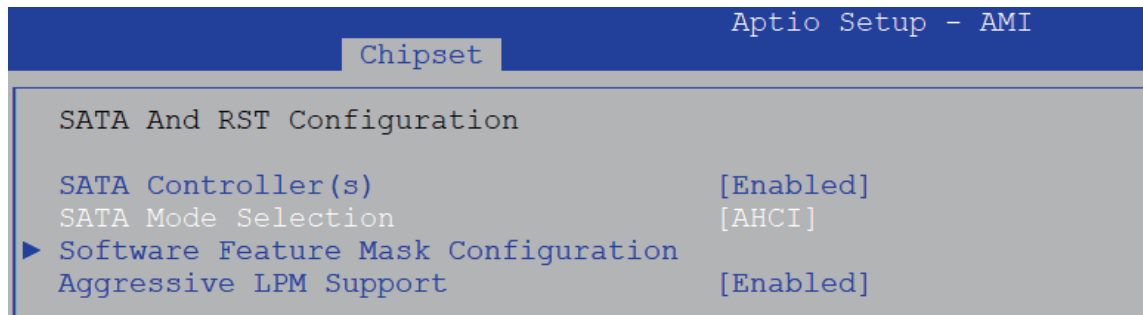 Aptio Setup - AMI
Chipset
SATA And RST Configuration
SATA Controller(s) [Enabled]
SATA Mode Selection [AHCI]
► Software Feature Mask Configuration
Aggressive LPM Support [Enabled]